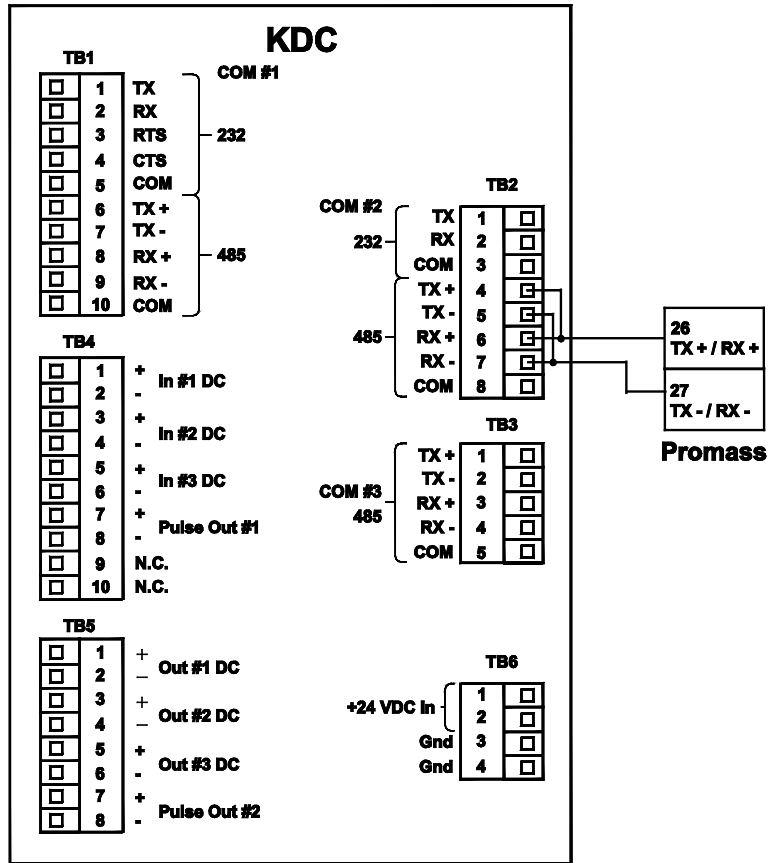 KDC
TB1
COM #1
1 TX
2 RX
3 RTS
232
4 CTS
5 COM
6 TX +
7 TX -
8 RX +
485
9 RX -
10 COM
TB4
1 +
In #1 DC
2 -
3 +
In #2 DC
4 -
5 +
In #3 DC
6 -
7 +
Pulse Out #1
8 -
9 N.C.
10 N.C.
TB5
1 +
Out #1 DC
2 –
3 +
Out #2 DC
4 –
5 +
Out #3 DC
6 -
7 +
Pulse Out #2
8 -
TB2
COM #2
TX 1
232
RX 2
COM 3
TX + 4
TX - 5
485
RX + 6
RX - 7
COM 8
TB3
TX + 1
TX - 2
COM #3
485
RX + 3
RX - 4
COM 5
TB6
+24 VDC In
1
2
Gnd 3
Gnd 4
26
TX + / RX +
27
TX - / RX -
Promass